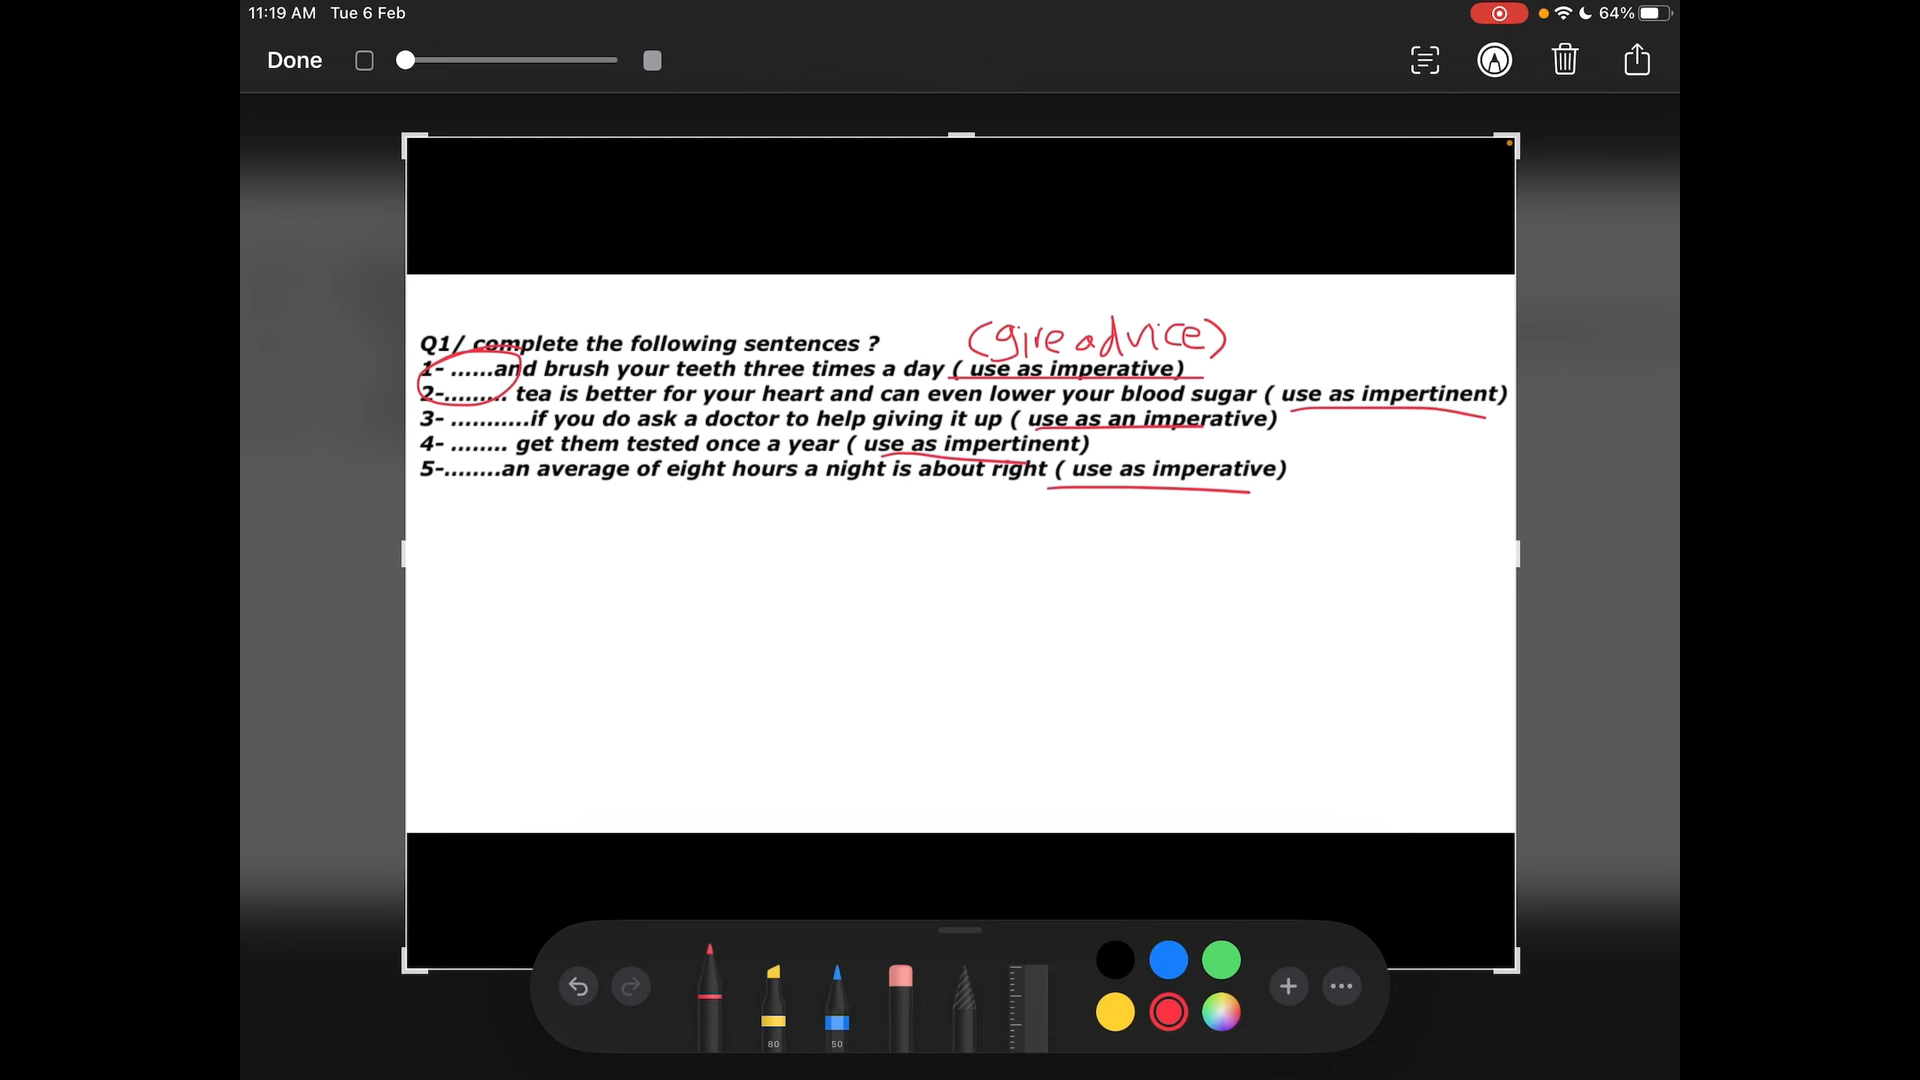 11:19 AM Tue 6 Feb
64%
Done
(give advice)
Q1/ complete the following sentences ?
1- ......and brush your teeth three times a day ( use as imperative)
2-......... tea is better for your heart and can even lower your blood sugar ( use as impertinent)
3- ...........if you do ask a doctor to help giving it up ( use as an imperative)
4- ........ get them tested once a year ( use as impertinent)
5-........an average of eight hours a night is about right ( use as imperative)
80
50